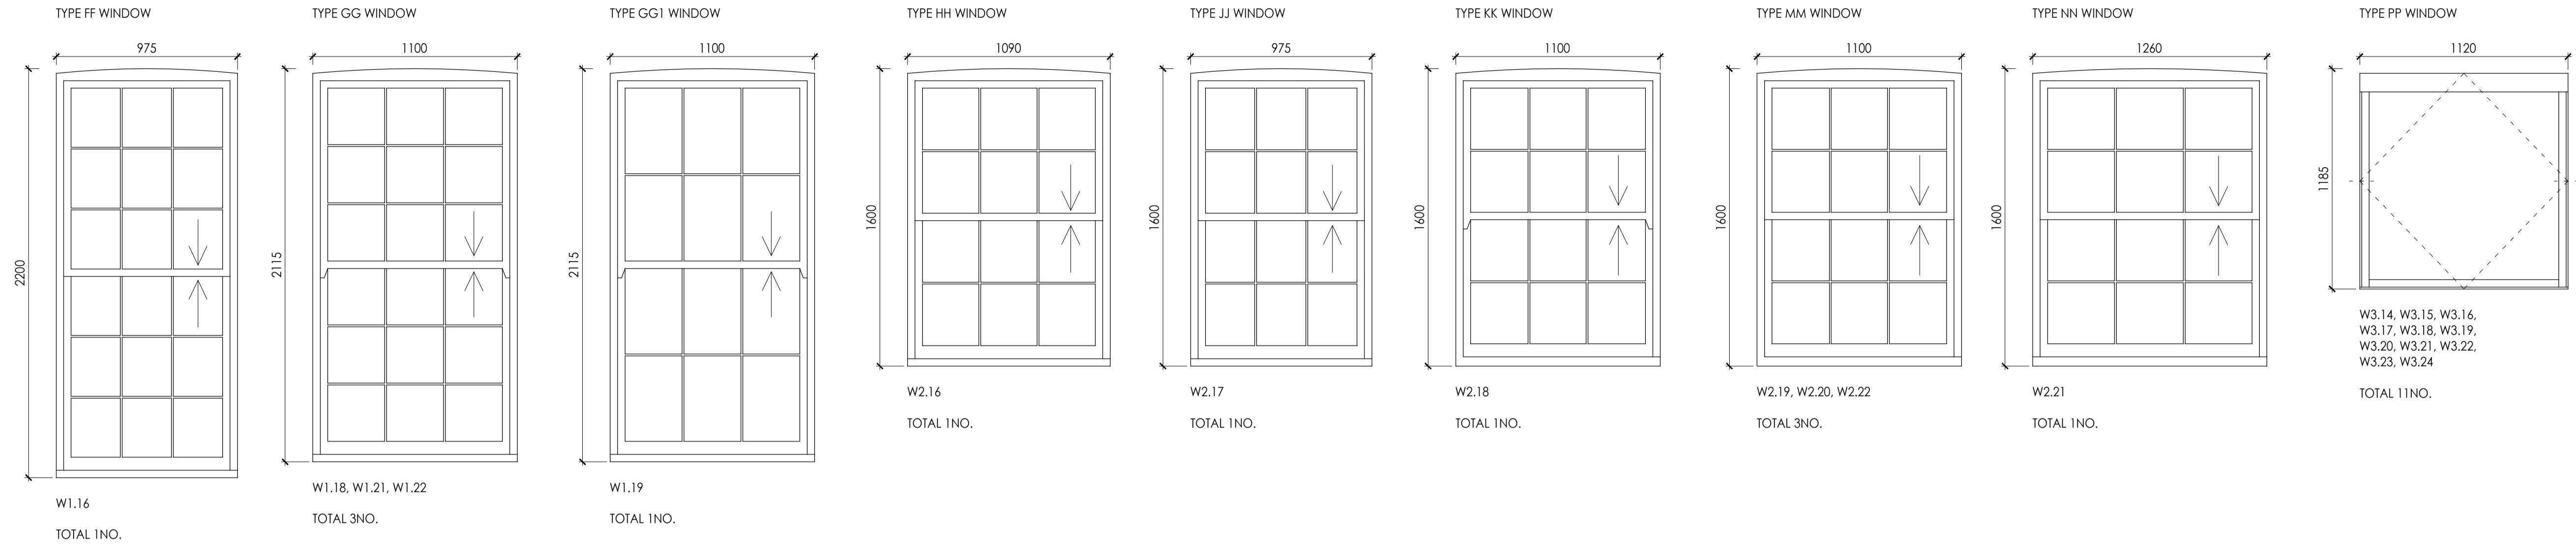 TYPE FF WINDOW
975
2200
W1.16
TOTAL 1NO.
TYPE GG WINDOW
1100
2115
W1.18, W1.21, W1.22
TOTAL 3NO.
TYPE GG1 WINDOW
1100
2115
W1.19
TOTAL 1NO.
TYPE HH WINDOW
1090
1600
W2.16
TOTAL 1NO.
TYPE JJ WINDOW
975
1600
W2.17
TOTAL 1NO.
TYPE KK WINDOW
1100
1600
W2.18
TOTAL 1NO.
TYPE MM WINDOW
1100
1600
W2.19, W2.20, W2.22
TOTAL 3NO.
TYPE NN WINDOW
1260
1600
W2.21
TOTAL 1NO.
TYPE PP WINDOW
1120
1185
W3.14, W3.15, W3.16,
W3.17, W3.18, W3.19,
W3.20, W3.21, W3.22,
W3.23, W3.24
TOTAL 11NO.